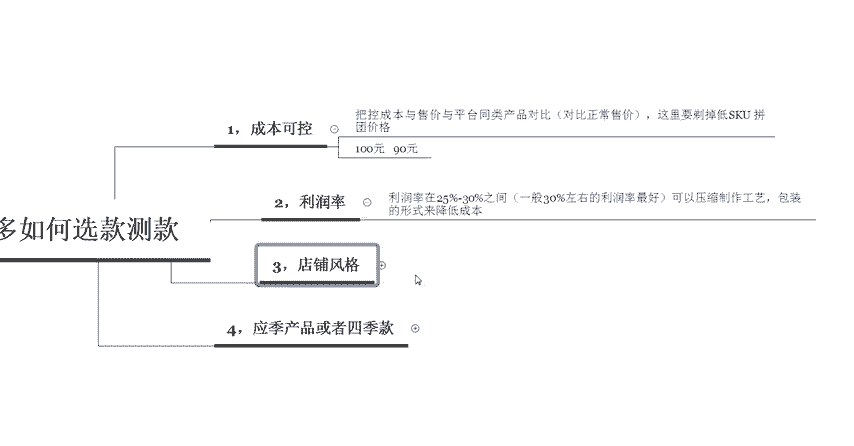 1，成本可控
把控成本与售价与平台同类产品对比（对比正常售价），这里要剃掉低SKU 拼
团价格
100元 90元
2，利润率
利润率在25%-30%之间（一般30%左右的利润率最好）可以压缩制作工艺，包装
的形式来降低成本
多如何选款测款
3，店铺风格
4，应季产品或者四季款